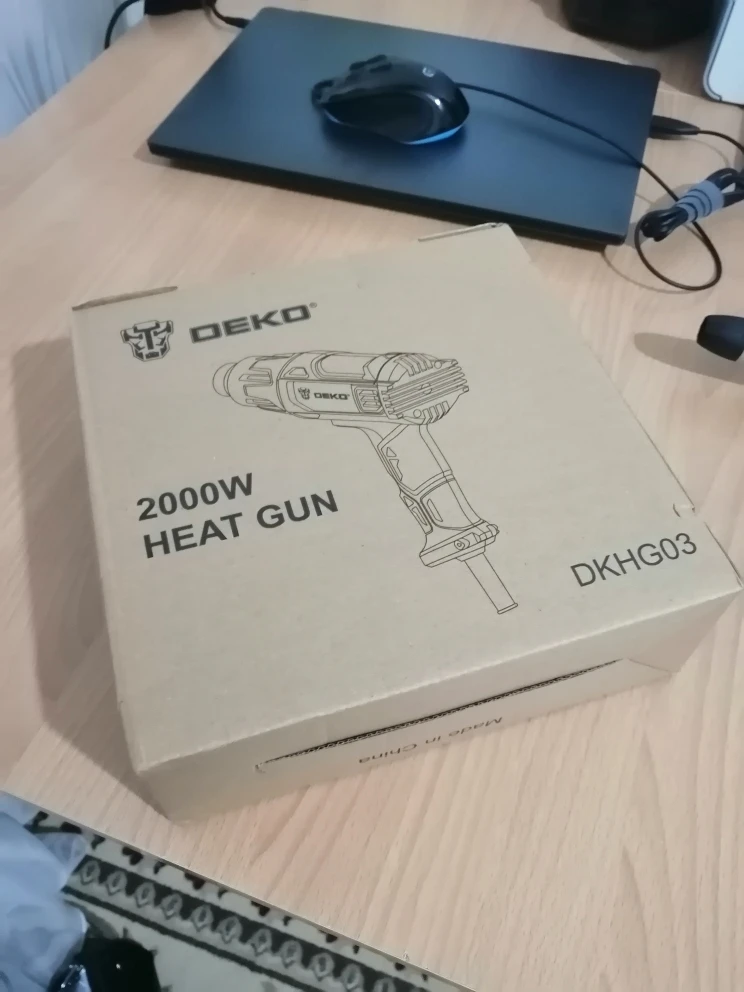 DEKO®
DEKO®
2000W
HEAT GUN
DKHG03
Made in China